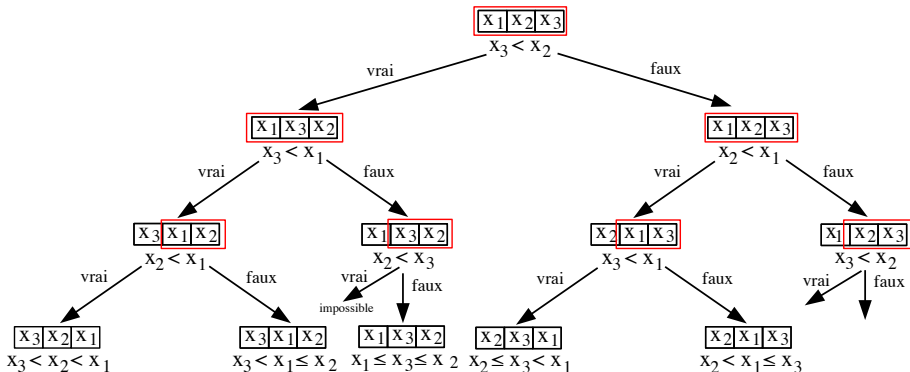 x1 x2 x3
x3 < x2
vrai faux
x1 x3 x2 x1 x2 x3
x3 < x1 x2 < x1
vrai faux vrai faux
x3 x1 x2 x1 x3 x2 x2 x1 x3 x1 x2 x3
x2 < x1 x2 < x3 x3 < x1 x3 < x2
vrai faux vrai faux vrai faux vrai faux
impossible
x3 x2 x1 x3 x1 x2 x1 x3 x2 x2 x3 x1 x2 x1 x3
x3 < x2 < x1 x3 < x1 ≤ x2 x1 ≤ x3 ≤ x2 x2 ≤ x3 < x1 x2 < x1 ≤ x3